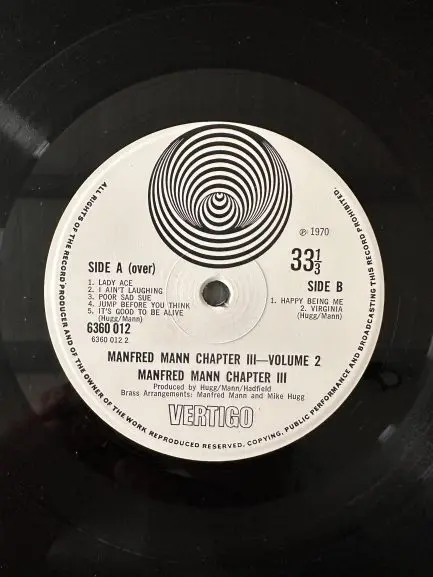 ALL RIGHTS OF THE RECORD PRODUCER AND OF THE OWNER OF THE WORK REPRODUCED RESERVED. COPYING, PUBLIC PERFORMANCE AND BROADCASTING THIS RECORD PROHIBITED.
℗ 1970
33 1/3
SIDE A (over)
1. LADY ACE
2. I AIN'T LAUGHING
3. POOR SAD SUE
4. JUMP BEFORE YOU THINK
5. IT'S GOOD TO BE ALIVE
(Hugg/Mann)
6360 012
6360 012 2
SIDE B
1. HAPPY BEING ME
2. VIRGINIA
(Hugg/Mann)
MANFRED MANN CHAPTER III—VOLUME 2
MANFRED MANN CHAPTER III
Produced by Hugg/Mann/Hadfield
Brass Arrangements: Manfred Mann and Mike Hugg
VERTIGO